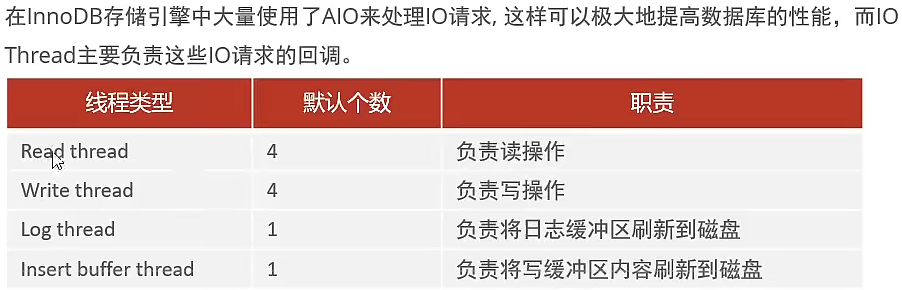 在InnoDB存储引擎中大量使用了AIO来处理IO请求, 这样可以极大地提高数据库的性能，而IO
Thread主要负责这些IO请求的回调。
线程类型 默认个数 职责
Read thread 4 负责读操作
Write thread 4 负责写操作
Log thread 1 负责将日志缓冲区刷新到磁盘
Insert buffer thread 1 负责将写缓冲区内容刷新到磁盘